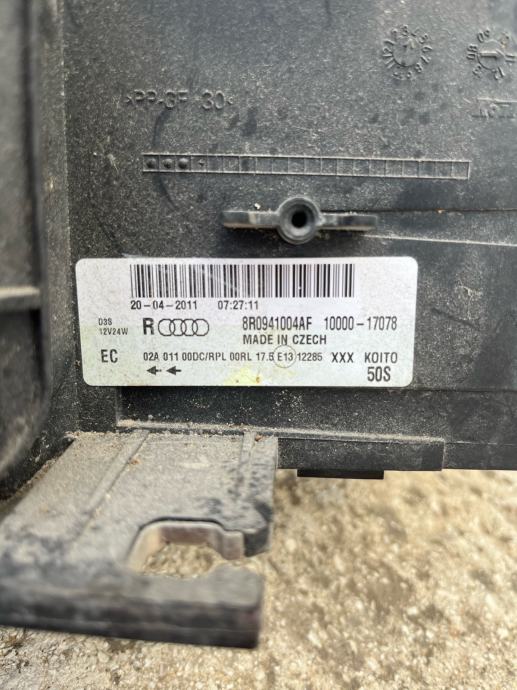 >PP-GF 30<
20-04-2011 07:27:11
D3S
12V24W
R 8R0941004AF 10000-17078
MADE IN CZECH
EC 02A 011 00DC/RPL 00RL 17.5 E13 12285 XXX KOITO
50S